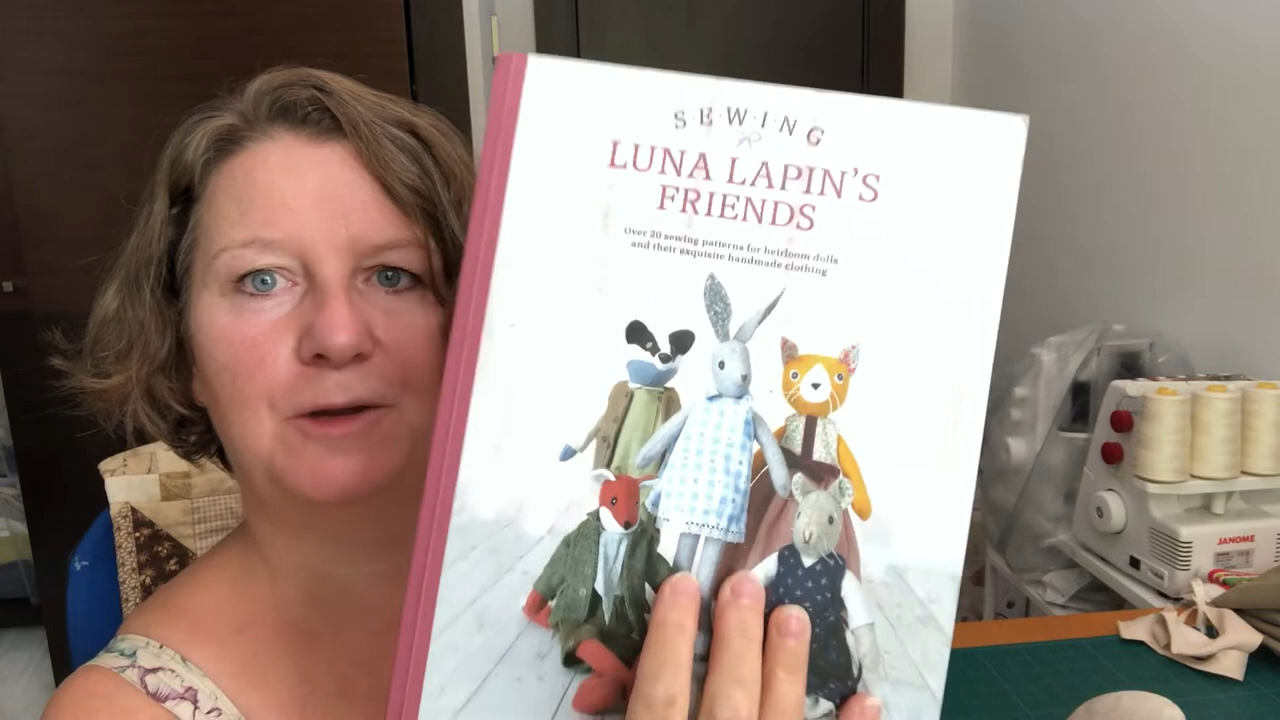 SEWING
LUNA LAPIN'S
FRIENDS
Over 20 sewing patterns for heirloom dolls
and their exquisite handmade clothing
JANOME